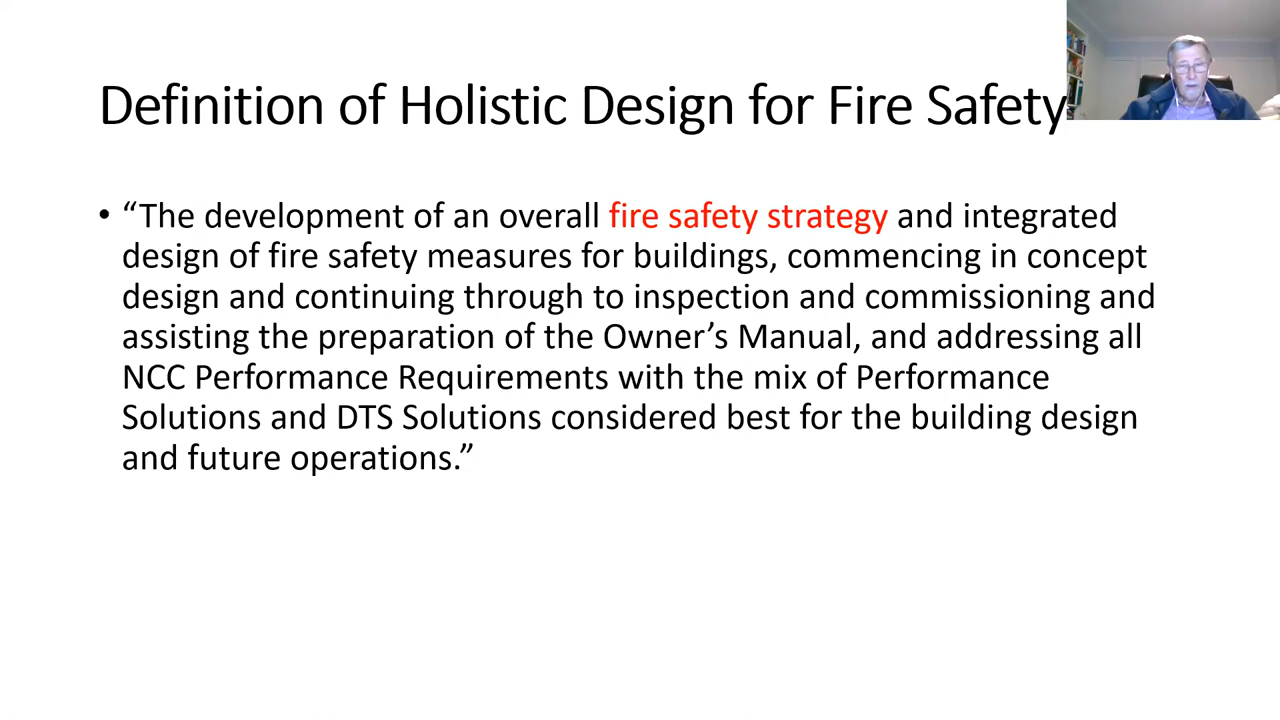 Definition of Holistic Design for Fire Safety
• “The development of an overall fire safety strategy and integrated
design of fire safety measures for buildings, commencing in concept
design and continuing through to inspection and commissioning and
assisting the preparation of the Owner’s Manual, and addressing all
NCC Performance Requirements with the mix of Performance
Solutions and DTS Solutions considered best for the building design
and future operations.”